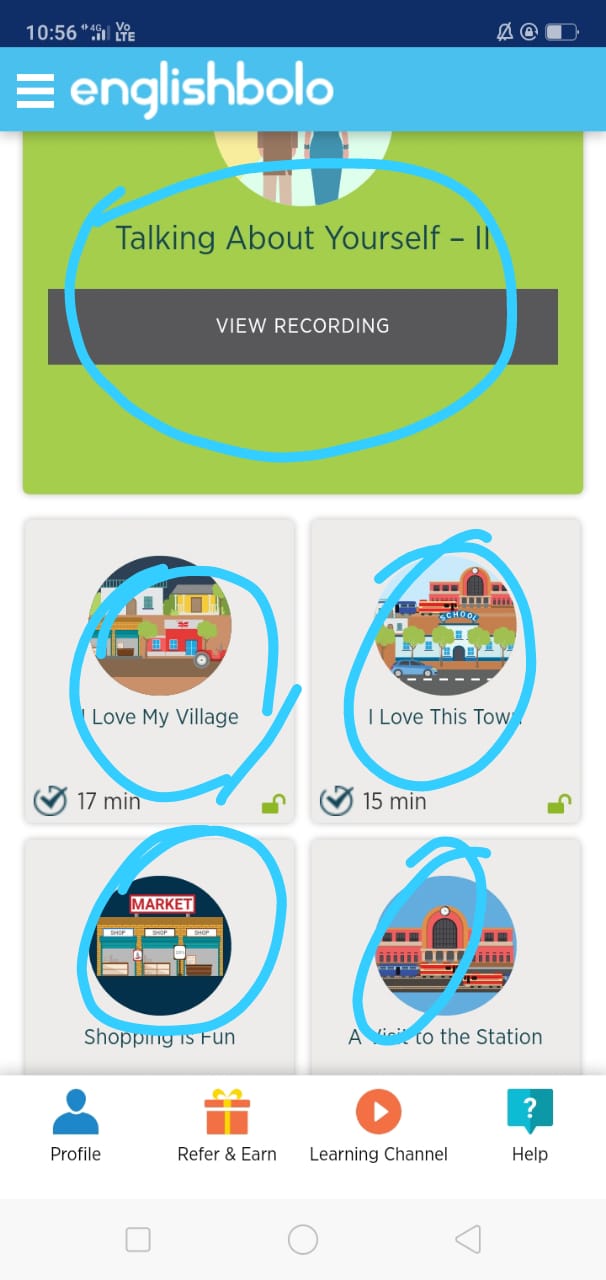 10:56 4G Vo LTE
englishbolo
Talking About Yourself – II
VIEW RECORDING
I Love My Village
I Love This Town
17 min
15 min
SCHOOL
MARKET
SHOP SHOP SHOP
Shopping is Fun
A Visit to the Station
Profile
Refer & Earn
Learning Channel
?
Help